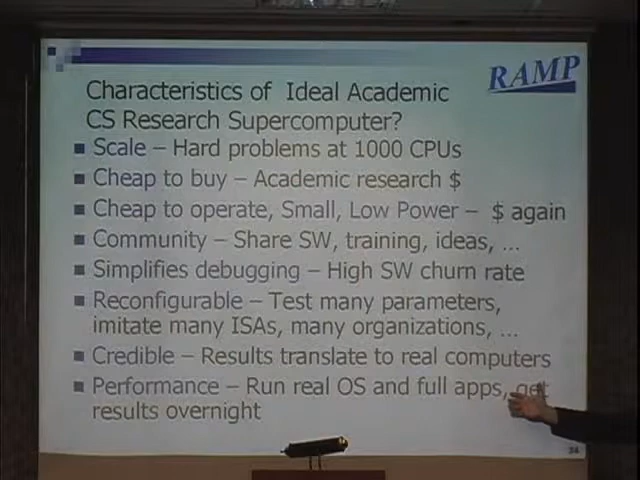 RAMP
Characteristics of Ideal Academic
CS Research Supercomputer?
Scale – Hard problems at 1000 CPUs
Cheap to buy – Academic research $
Cheap to operate, Small, Low Power – $ again
Community – Share SW, training, ideas, ...
Simplifies debugging – High SW churn rate
Reconfigurable – Test many parameters,
imitate many ISAs, many organizations, ...
Credible – Results translate to real computers
Performance – Run real OS and full apps, get
results overnight
34